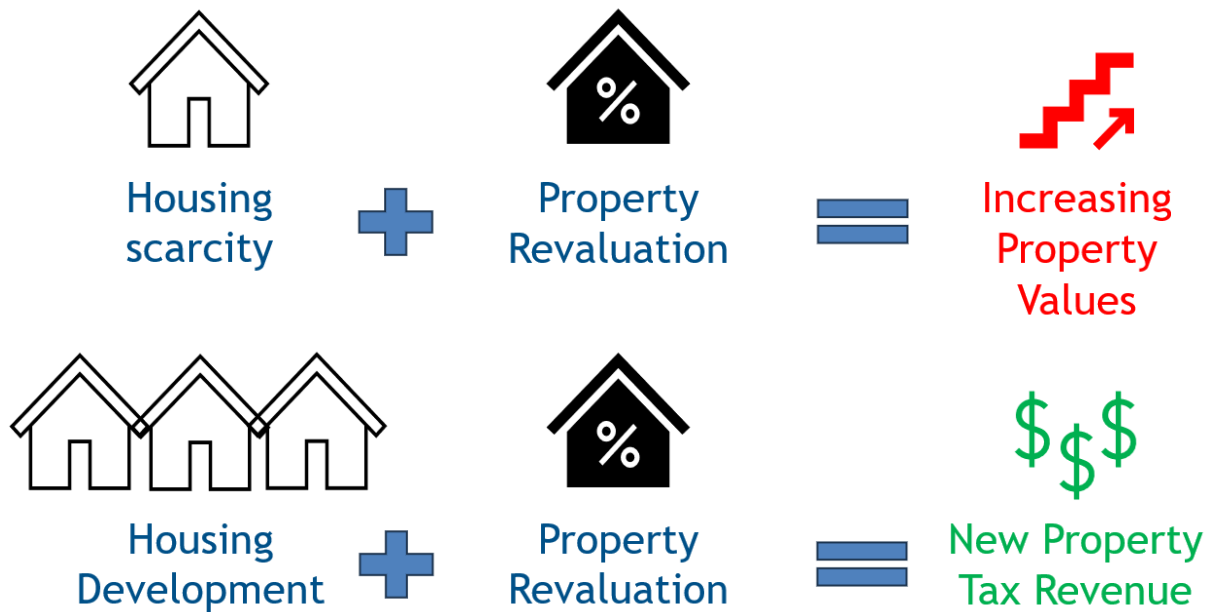 %
Housing
scarcity
Property
Revaluation
Increasing
Property
Values
%
$ $ $
Housing
Development
Property
Revaluation
New Property
Tax Revenue